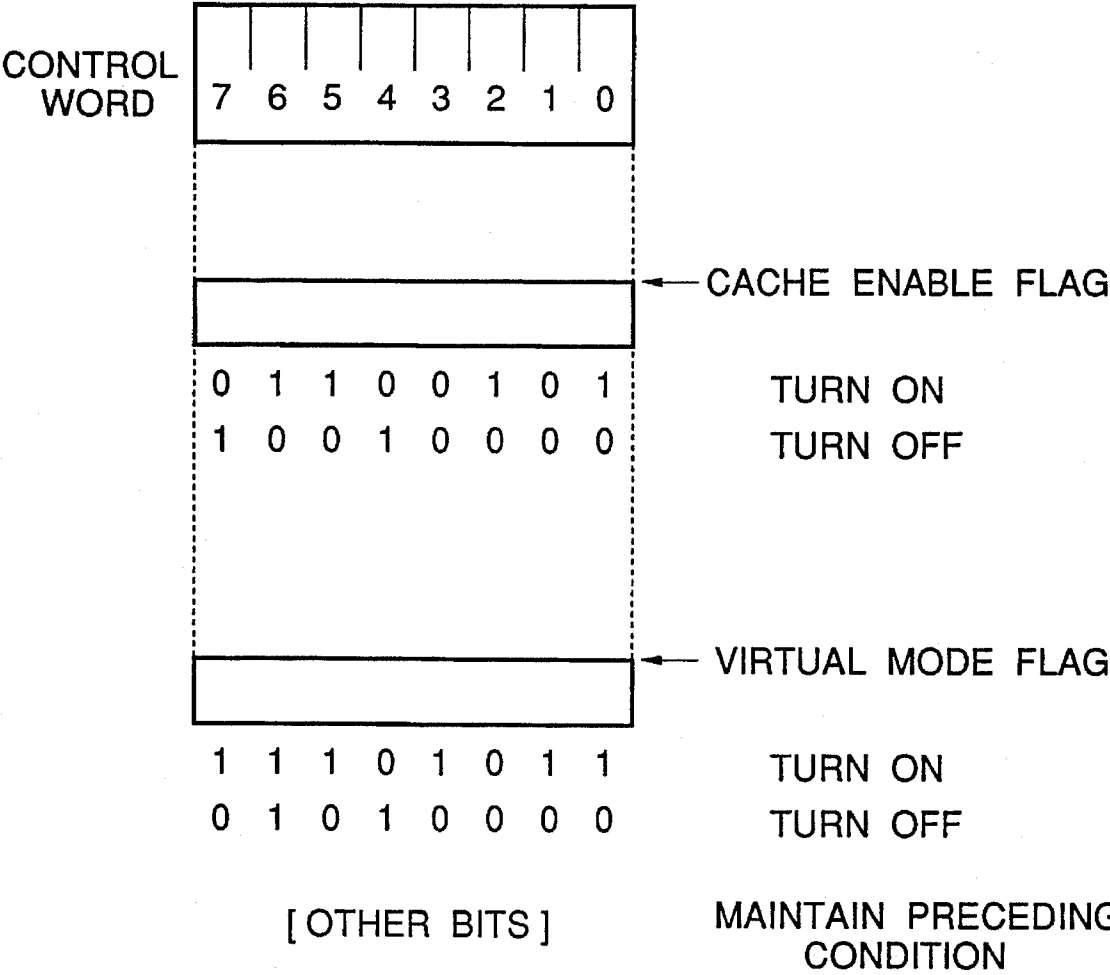 CONTROL
WORD
7 6 5 4 3 2 1 0
CACHE ENABLE FLAG
0 1 1 0 0 1 0 1 TURN ON
1 0 0 1 0 0 0 0 TURN OFF
VIRTUAL MODE FLAG
1 1 1 0 1 0 1 1 TURN ON
0 1 0 1 0 0 0 0 TURN OFF
[ OTHER BITS ] MAINTAIN PRECEDING
CONDITION